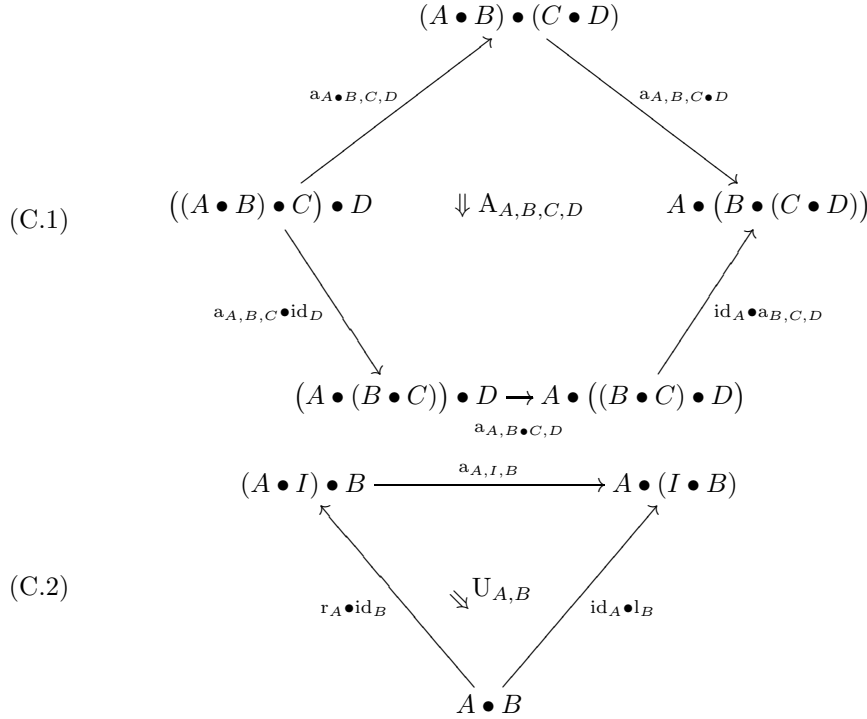 (A • B) • (C • D)
a_{A•B,C,D} a_{A,B,C•D}
(C.1) ((A • B) • C) • D ⇓ A_{A,B,C,D} A • (B • (C • D))
a_{A,B,C}•id_D id_A•a_{B,C,D}
(A • (B • C)) • D → A • ((B • C) • D)
a_{A,B•C,D}
a_{A,I,B}
(A • I) • B → A • (I • B)
(C.2) r_A•id_B ⇘ U_{A,B} id_A•l_B
A • B